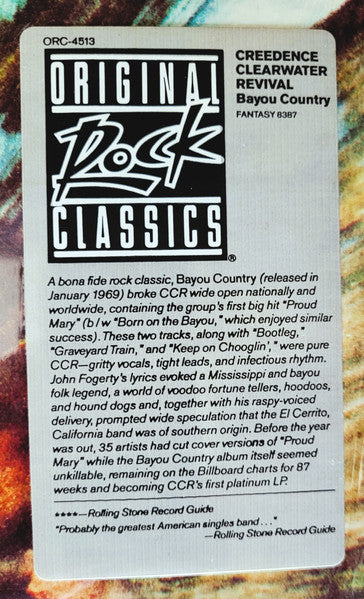 ORC-4513
ORIGINAL
Rock
CLASSICS®
CREEDENCE
CLEARWATER
REVIVAL
Bayou Country
FANTASY 8387
A bona fide rock classic, Bayou Country (released in
January 1969) broke CCR wide open nationally and
worldwide, containing the group's first big hit "Proud
Mary" (b/w "Born on the Bayou," which enjoyed similar
success). These two tracks, along with "Bootleg,"
"Graveyard Train," and "Keep on Chooglin'," were pure
CCR—gritty vocals, tight leads, and infectious rhythm.
John Fogerty's lyrics evoked a Mississippi and bayou
folk legend, a world of voodoo fortune tellers, hoodoos,
and hound dogs and, together with his raspy-voiced
delivery, prompted wide speculation that the El Cerrito,
California band was of southern origin. Before the year
was out, 35 artists had cut cover versions of "Proud
Mary" while the Bayou Country album itself seemed
unkillable, remaining on the Billboard charts for 87
weeks and becoming CCR's first platinum LP.
****—Rolling Stone Record Guide
"Probably the greatest American singles band . . ."
—Rolling Stone Record Guide